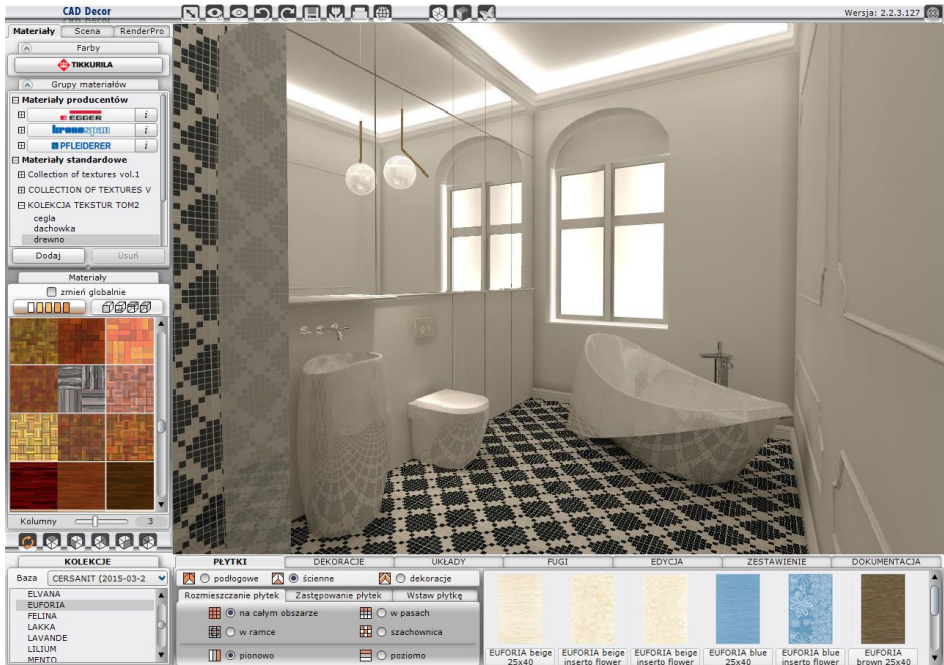 CAD Decor
Wersja: 2.2.3.127
Materiały Scena RenderPro
Farby
TIKKURILA
Grupy materiałów
Materiały producentów
EGGER i
kronospan i
PFLEIDERER i
Materiały standardowe
Collection of textures vol.1
COLLECTION OF TEXTURES V
KOLEKCJA TEKSTUR TOM2
cegla
dachowka
drewno
Dodaj Usuń
Materiały
zmień globalnie
Kolumny 3
KOLEKCJE
Baza CERSANIT (2015-03-2
ELVANA
EUFORIA
FELINA
LAKKA
LAVANDE
LILIUM
MENTO
PŁYTKI DEKORACJE UKŁADY FUGI EDYCJA ZESTAWIENIE DOKUMENTACJA
podłogowe ścienne dekoracje
Rozmieszczanie płytek Zastępowanie płytek Wstaw płytkę
na całym obszarze w pasach
w ramce szachownica
pionowo poziomo
EUFORIA beige 25x40
EUFORIA beige inserto flower
EUFORIA beige inserto flower
EUFORIA blue 25x40
EUFORIA blue inserto flower
EUFORIA brown 25x40